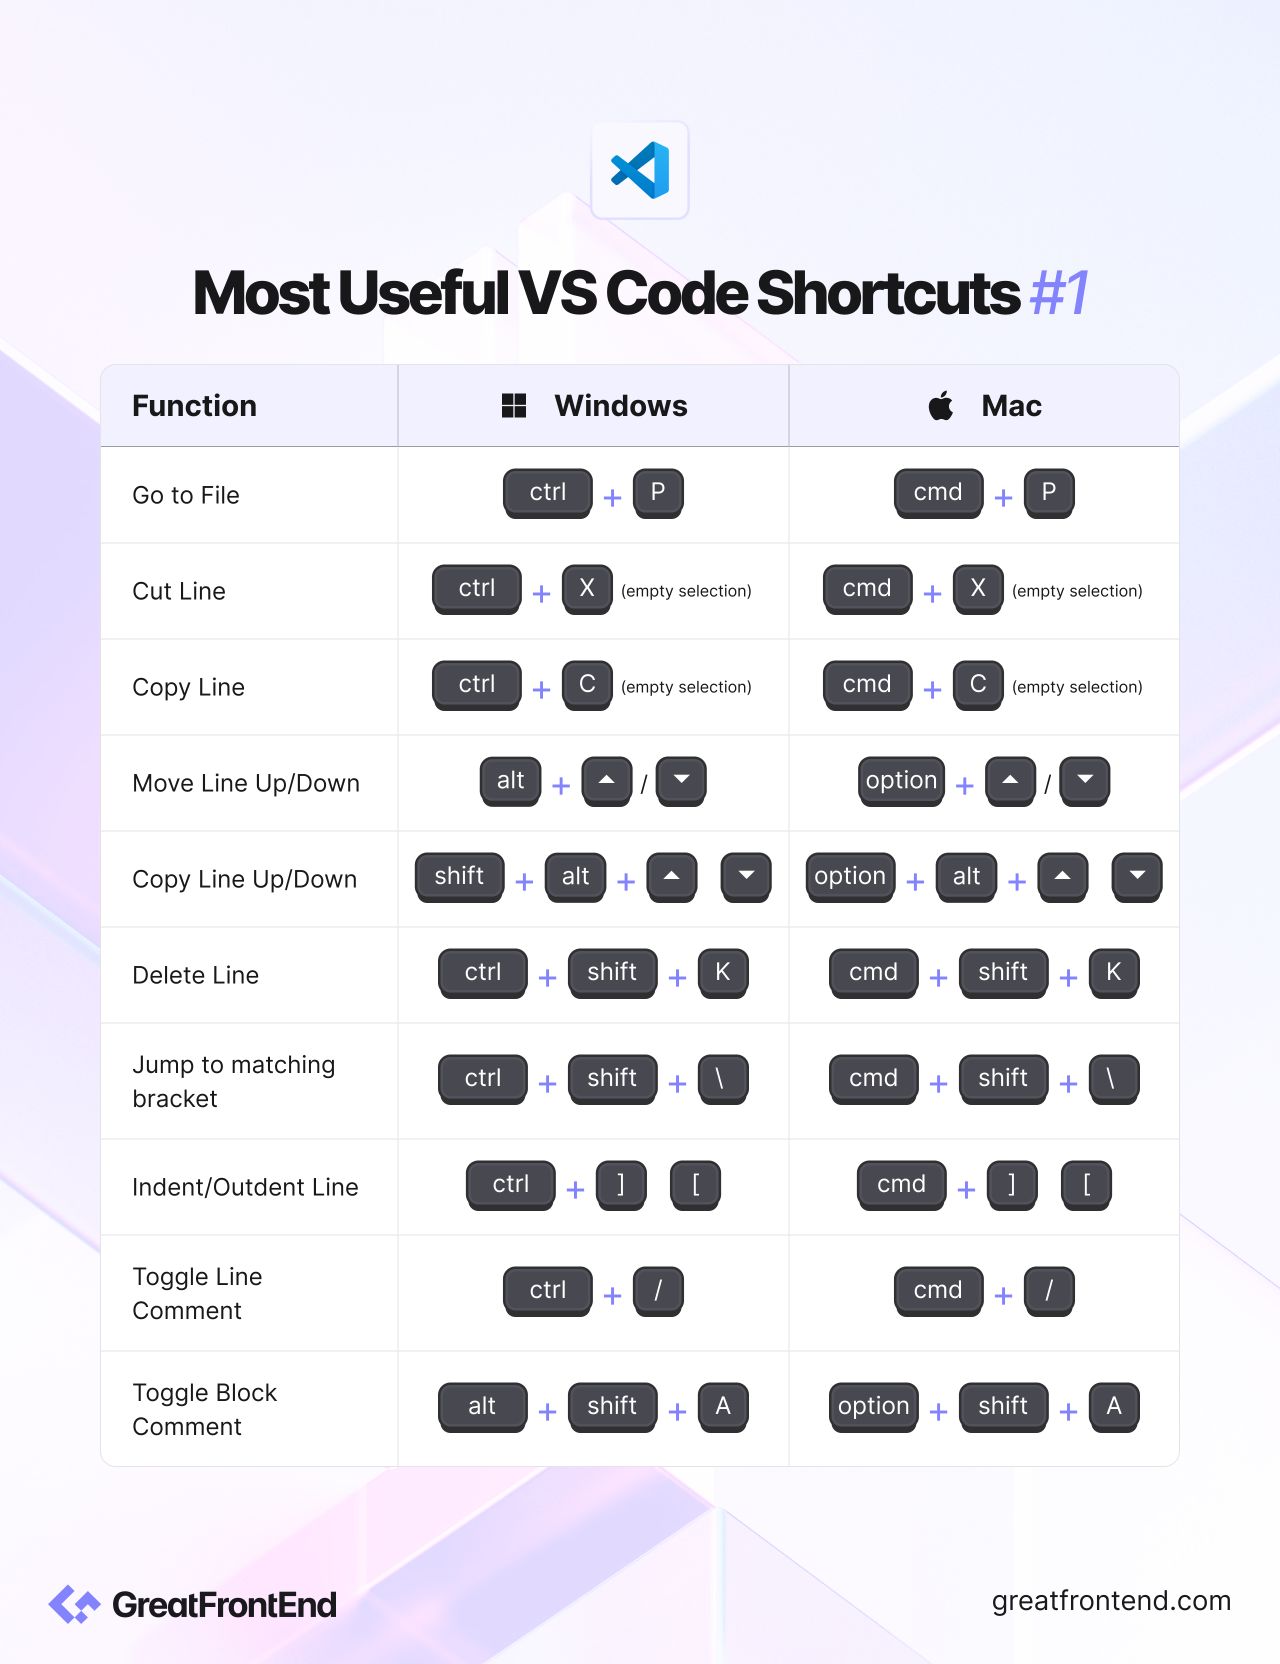 Most Useful VS Code Shortcuts #1
Function Windows Mac
Go to File ctrl + P cmd + P
Cut Line ctrl + X (empty selection) cmd + X (empty selection)
Copy Line ctrl + C (empty selection) cmd + C (empty selection)
Move Line Up/Down alt + ▲ / ▼ option + ▲ / ▼
Copy Line Up/Down shift + alt + ▲ ▼ option + alt + ▲ ▼
Delete Line ctrl + shift + K cmd + shift + K
Jump to matching
bracket ctrl + shift + \ cmd + shift + \
Indent/Outdent Line ctrl + ] [ cmd + ] [
Toggle Line
Comment ctrl + / cmd + /
Toggle Block
Comment alt + shift + A option + shift + A
GreatFrontEnd greatfrontend.com